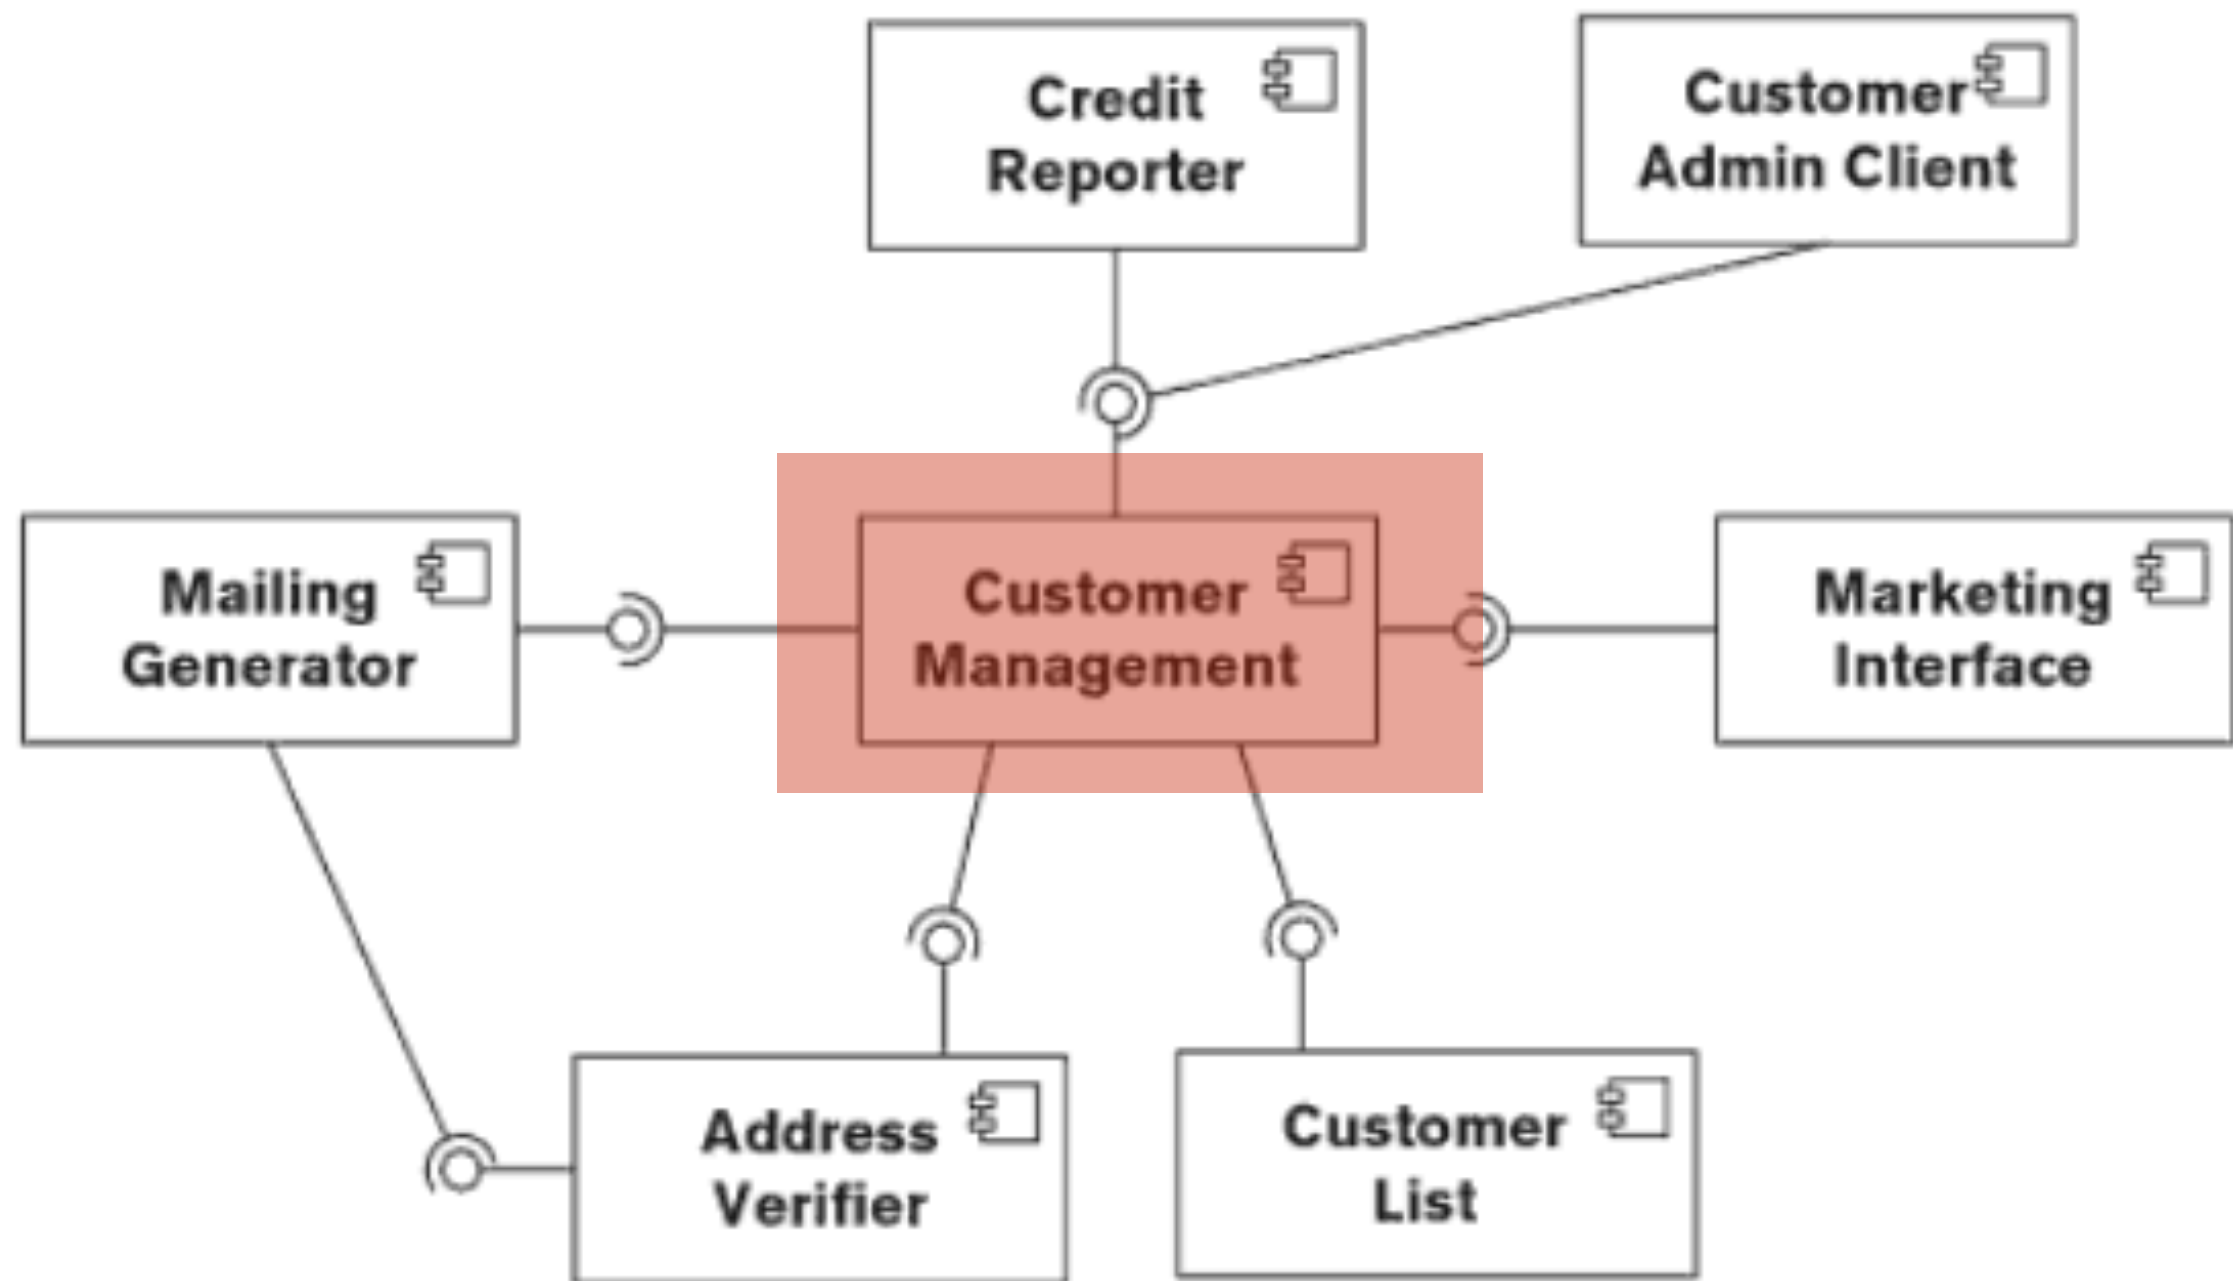 Credit
Reporter
Customer
Admin Client
Mailing
Generator
Customer
Management
Marketing
Interface
Address
Verifier
Customer
List